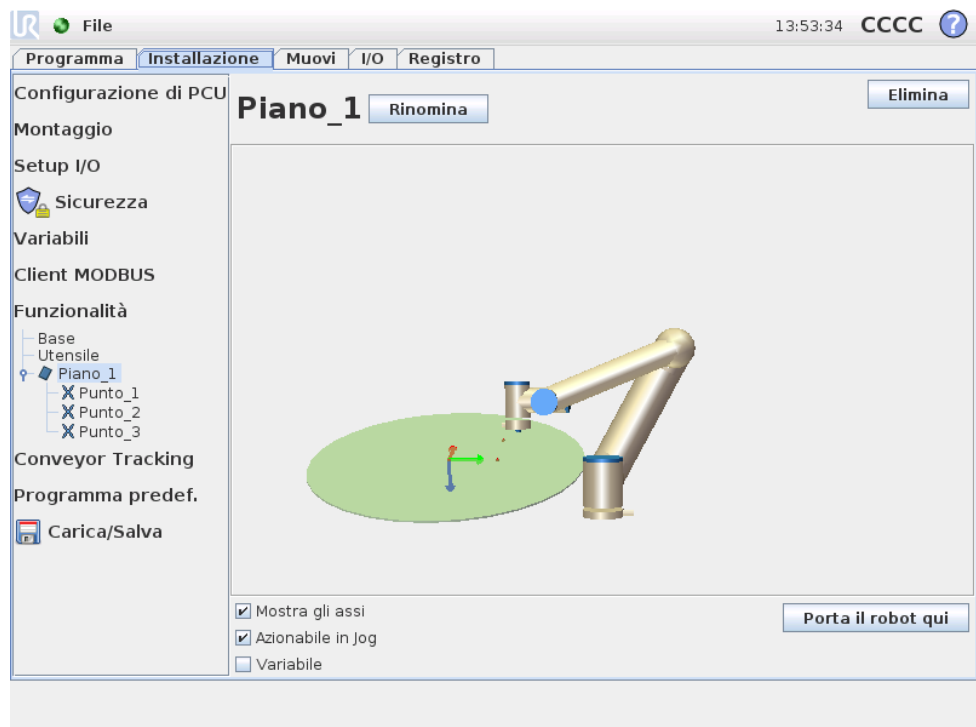 UR File 13:53:34 CCCC ?
Programma Installazione Muovi I/O Registro
Configurazione di PCU
Montaggio
Setup I/O
Sicurezza
Variabili
Client MODBUS
Funzionalità
Base
Utensile
Piano_1
Punto_1
Punto_2
Punto_3
Conveyor Tracking
Programma predef.
Carica/Salva
Piano_1 Rinomina Elimina
Mostra gli assi
Azionabile in Jog
Variabile
Porta il robot qui